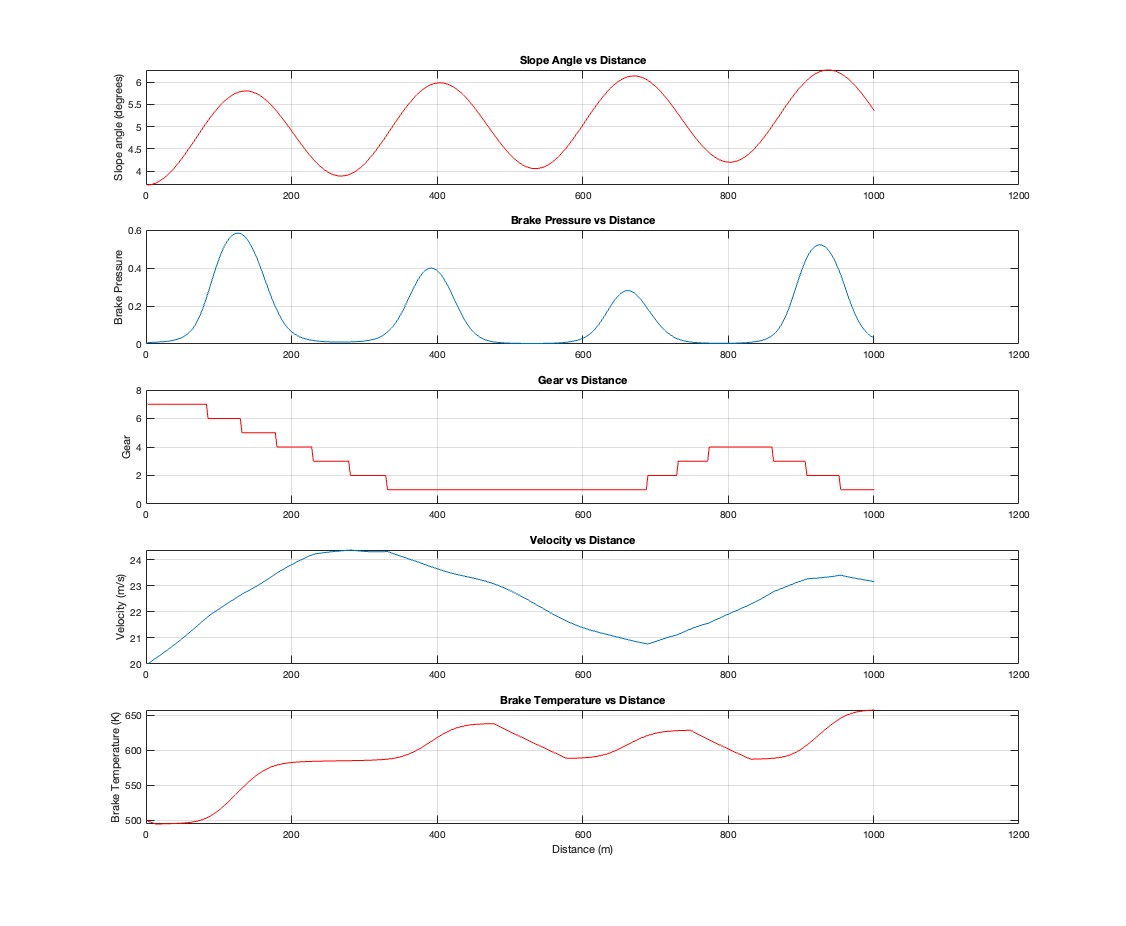 Slope Angle vs Distance
Slope angle (degrees)
6
5.5
5
4.5
4
0 200 400 600 800 1000 1200
Brake Pressure vs Distance
Brake Pressure
0.6
0.4
0.2
0
0 200 400 600 800 1000 1200
Gear vs Distance
Gear
8
6
4
2
0
0 200 400 600 800 1000 1200
Velocity vs Distance
Velocity (m/s)
24
23
22
21
20
0 200 400 600 800 1000 1200
Brake Temperature vs Distance
Brake Temperature (K)
650
600
550
500
0 200 400 600 800 1000 1200
Distance (m)